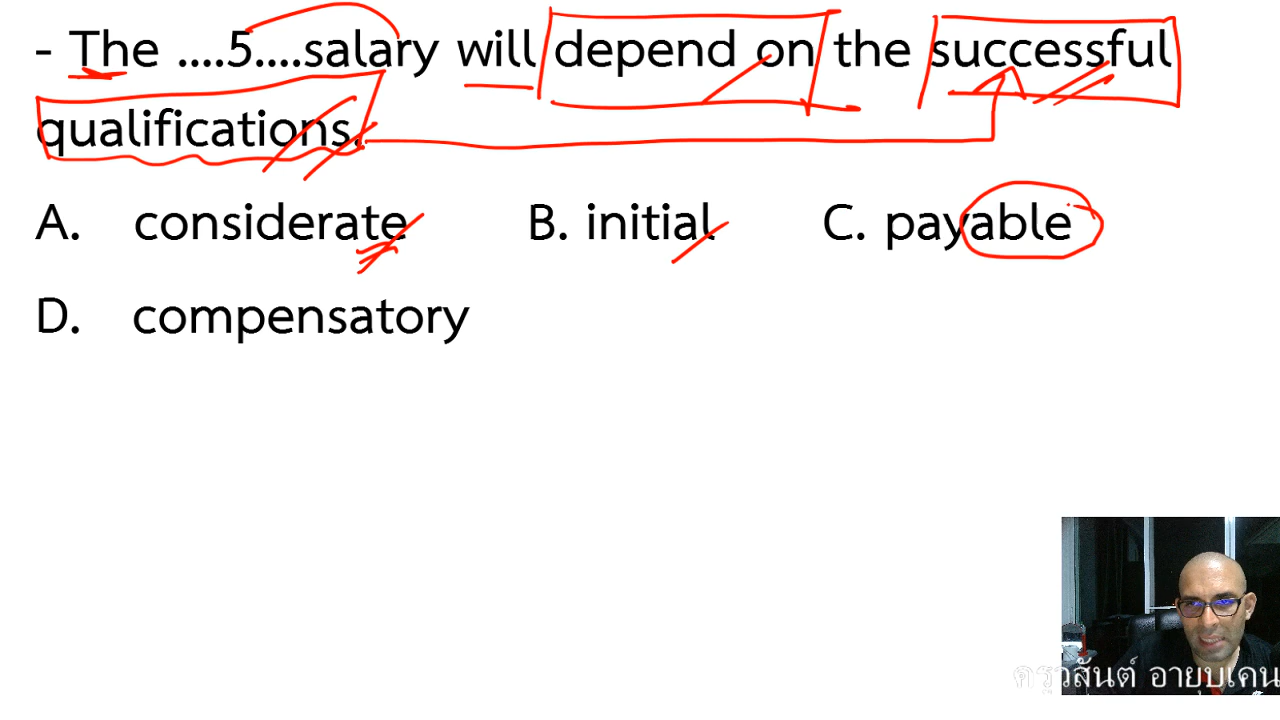 - The ....5....salary will depend on the successful
qualifications.
A. considerate B. initial C. payable
D. compensatory
ครูวสันต์ อายุบเคน